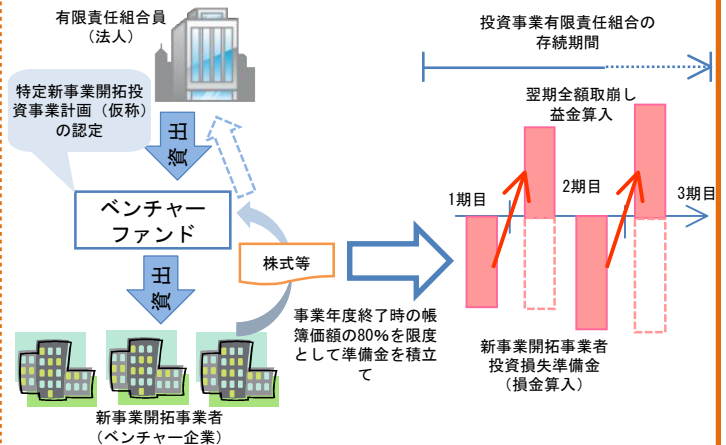 有限責任組合員
（法人）
特定新事業開拓投
資事業計画（仮称）
の認定
資出
ベンチャー
ファンド
資出
株式等
新事業開拓事業者
（ベンチャー企業）
事業年度終了時の帳
簿価額の80%を限度
として準備金を積立
て
投資事業有限責任組合の
存続期間
翌期全額取崩し
益金算入
1期目
2期目
3期目
新事業開拓事業者
投資損失準備金
（損金算入）